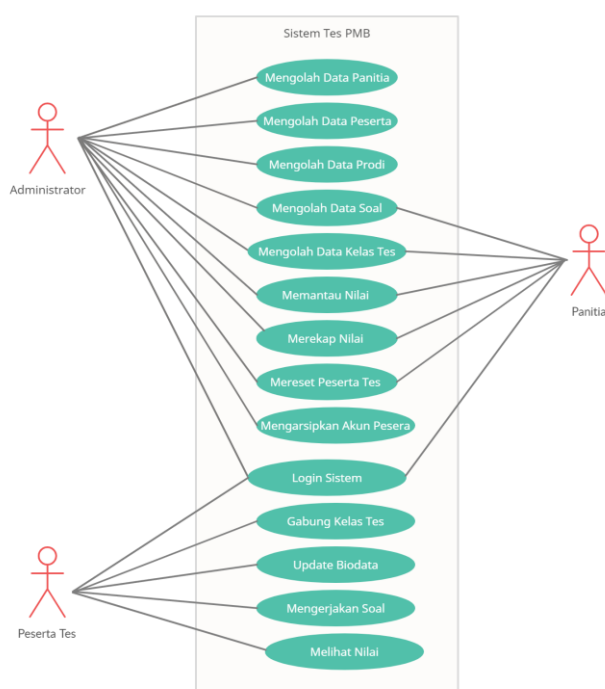 Sistem Tes PMB
Mengolah Data Panitia
Mengolah Data Peserta
Administrator
Mengolah Data Prodi
Mengolah Data Soal
Mengolah Data Kelas Tes
Memantau Nilai
Panitia
Merekap Nilai
Mereset Peserta Tes
Mengarsipkan Akun Pesera
Login Sistem
Gabung Kelas Tes
Update Biodata
Mengerjakan Soal
Peserta Tes
Melihat Nilai